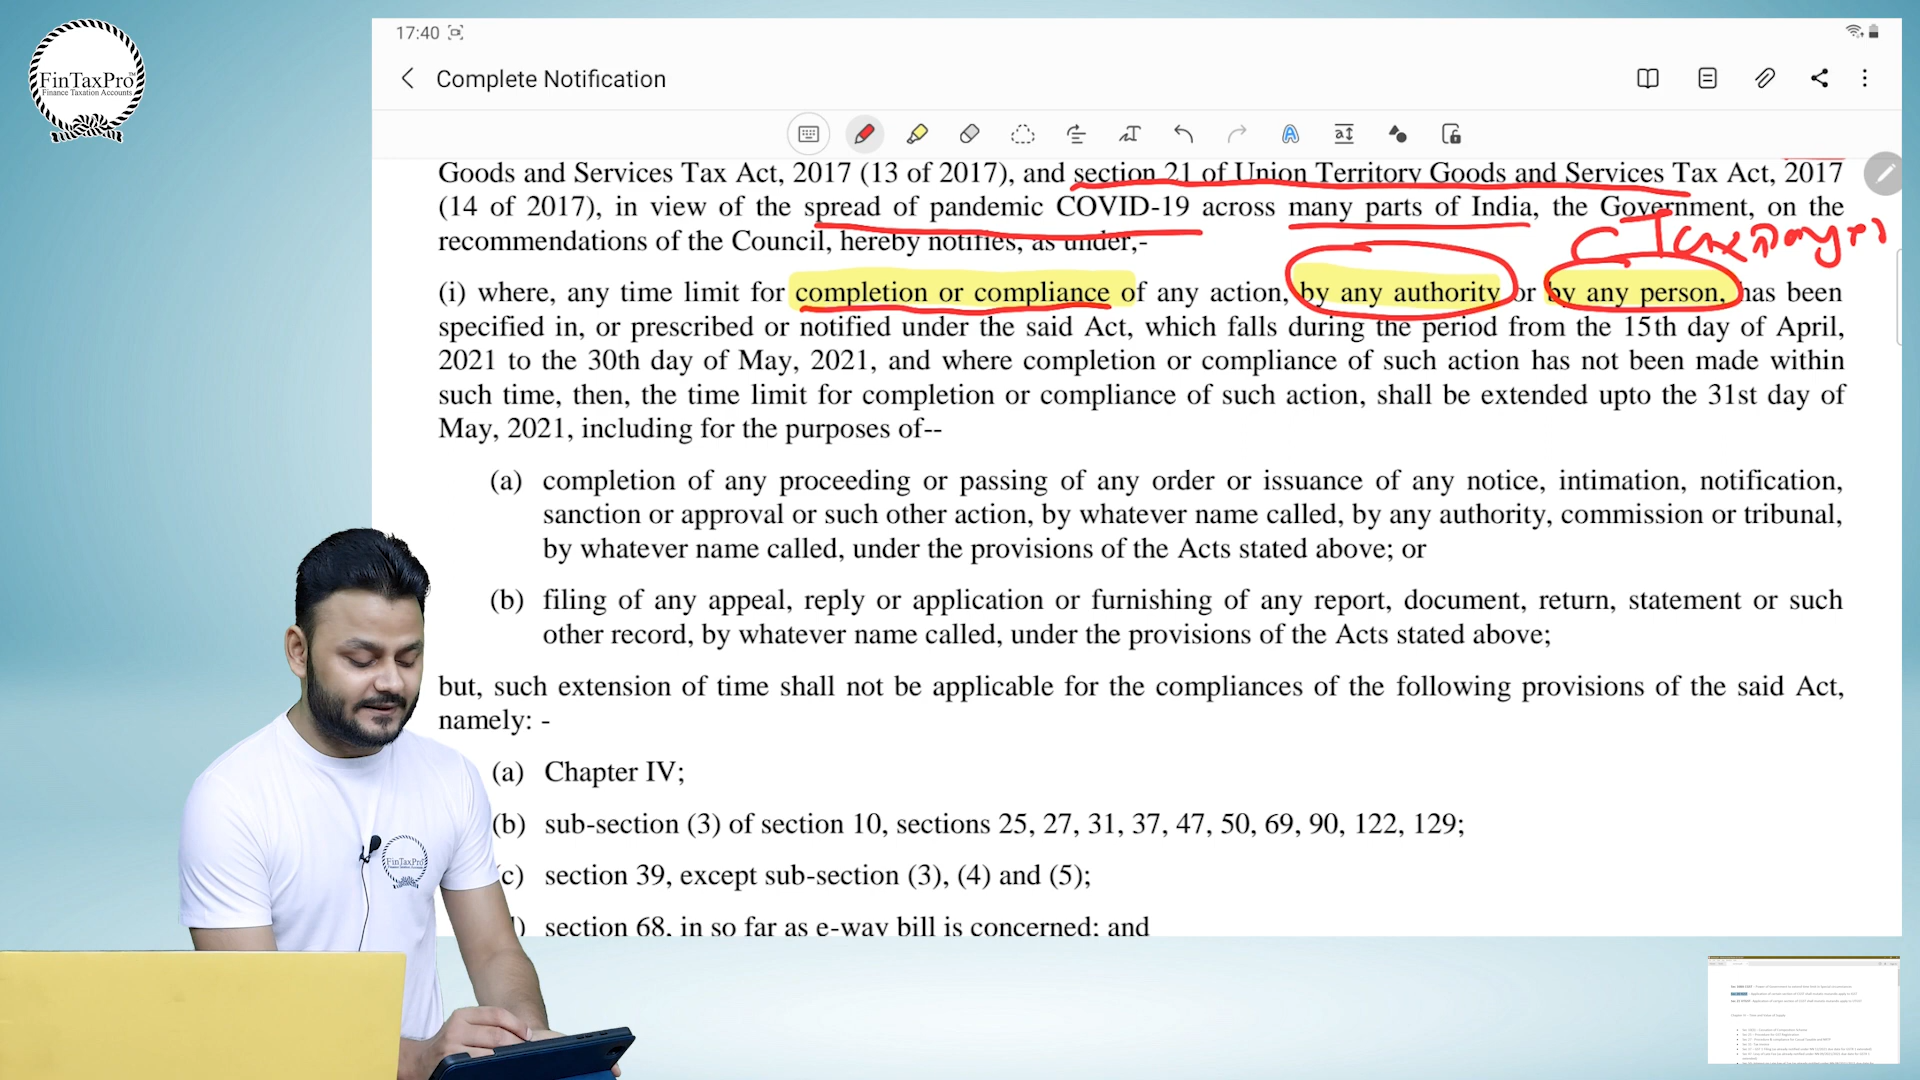 FinTaxPro™
Finance Taxation Accounts
17:40
Complete Notification
Goods and Services Tax Act, 2017 (13 of 2017), and section 21 of Union Territory Goods and Services Tax Act, 2017
(14 of 2017), in view of the spread of pandemic COVID-19 across many parts of India, the Government, on the
recommendations of the Council, hereby notifies, as under,-
(i) where, any time limit for completion or compliance of any action, by any authority or by any person, has been
specified in, or prescribed or notified under the said Act, which falls during the period from the 15th day of April,
2021 to the 30th day of May, 2021, and where completion or compliance of such action has not been made within
such time, then, the time limit for completion or compliance of such action, shall be extended upto the 31st day of
May, 2021, including for the purposes of--
(a) completion of any proceeding or passing of any order or issuance of any notice, intimation, notification,
sanction or approval or such other action, by whatever name called, by any authority, commission or tribunal,
by whatever name called, under the provisions of the Acts stated above; or
(b) filing of any appeal, reply or application or furnishing of any report, document, return, statement or such
other record, by whatever name called, under the provisions of the Acts stated above;
but, such extension of time shall not be applicable for the compliances of the following provisions of the said Act,
namely: -
(a) Chapter IV;
(b) sub-section (3) of section 10, sections 25, 27, 31, 37, 47, 50, 69, 90, 122, 129;
c) section 39, except sub-section (3), (4) and (5);
) section 68, in so far as e-way bill is concerned; and
FinTaxPro